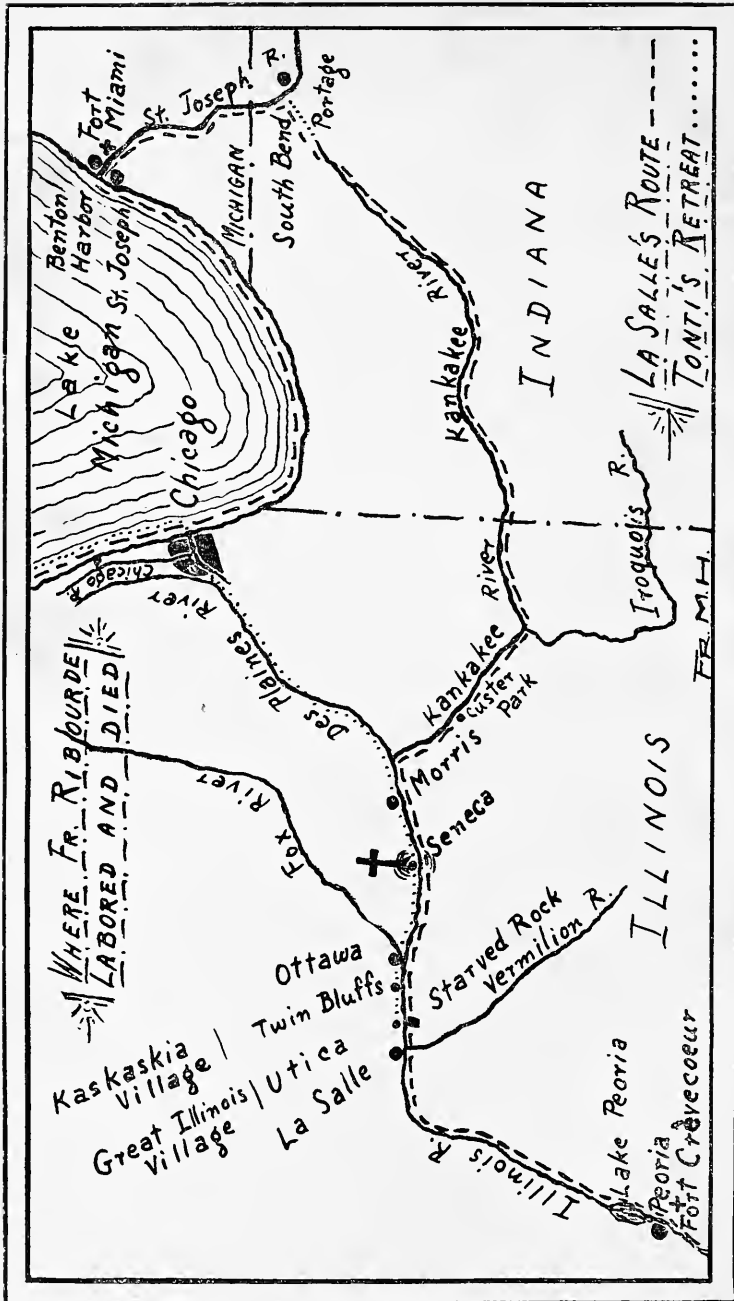 WHERE FR. RIBOURDE
LABORED AND DIED
Lake
Michigan
Benton
Harbor
St. Joseph
Fort
Miami
St. Joseph R.
MICHIGAN
South Bend
Portage
Chicago
Chicago R.
Des Plaines River
Fox River
Kankakee River
Kankakee River
INDIANA
Iroquois R.
Custer
Park
Morris
Seneca
Ottawa
Twin Bluffs
Kaskaskia
Village
Utica
Great Illinois
Village
La Salle
Starved Rock
Vermilion R.
ILLINOIS
Illinois R.
Lake Peoria
Peoria
Fort Crèvecoeur
LA SALLE'S ROUTE
TONTI'S RETREAT
FR. M. H.